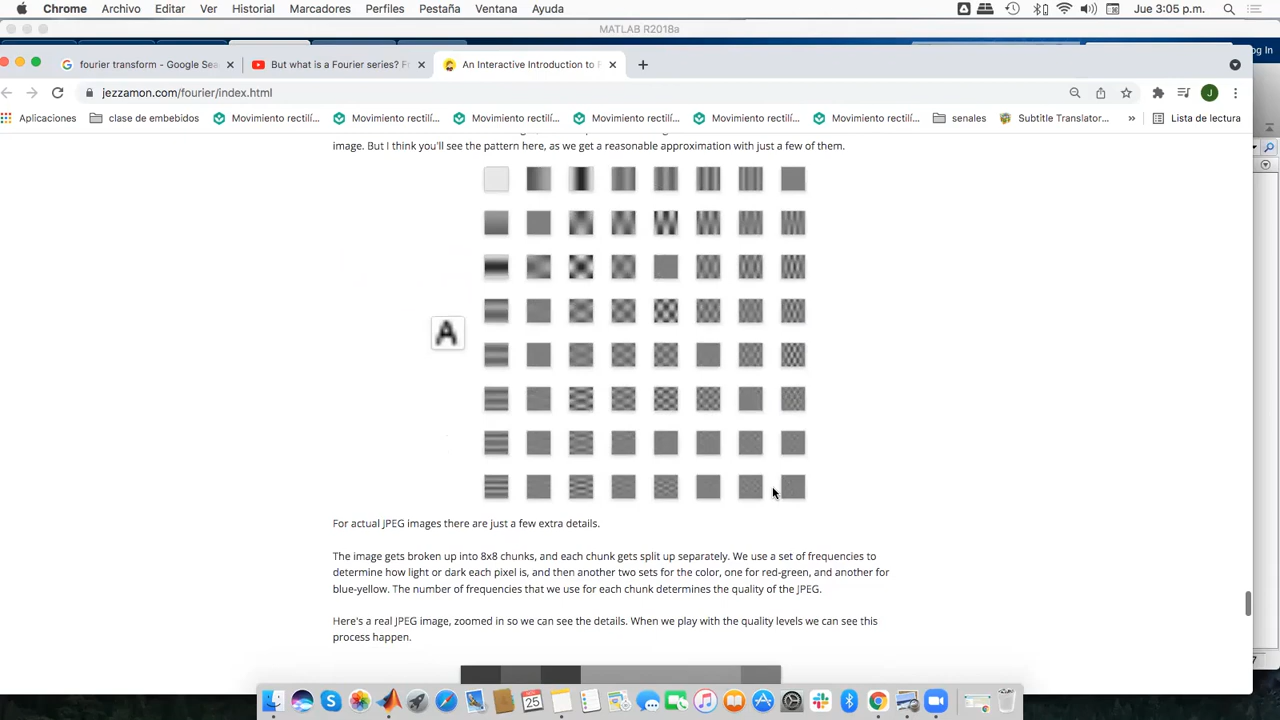 Chrome Archivo Editar Ver Historial Marcadores Perfiles Pestaña Ventana Ayuda Jue 3:05 p. m.
MATLAB R2018a
fourier transform - Google Sea
But what is a Fourier series? Fr
An Interactive Introduction to F
og In
jezzamon.com/fourier/index.html
J
Aplicaciones
clase de embebidos
Movimiento rectilí...
Movimiento rectilí...
Movimiento rectilí...
Movimiento rectilí...
Movimiento rectilí...
Movimiento rectilí...
senales
Subtitle Translator...
»
Lista de lectura
image. But I think you'll see the pattern here, as we get a reasonable approximation with just a few of them.
A
For actual JPEG images there are just a few extra details.
The image gets broken up into 8x8 chunks, and each chunk gets split up separately. We use a set of frequencies to
determine how light or dark each pixel is, and then another two sets for the color, one for red-green, and another for
blue-yellow. The number of frequencies that we use for each chunk determines the quality of the JPEG.
Here's a real JPEG image, zoomed in so we can see the details. When we play with the quality levels we can see this
process happen.
25